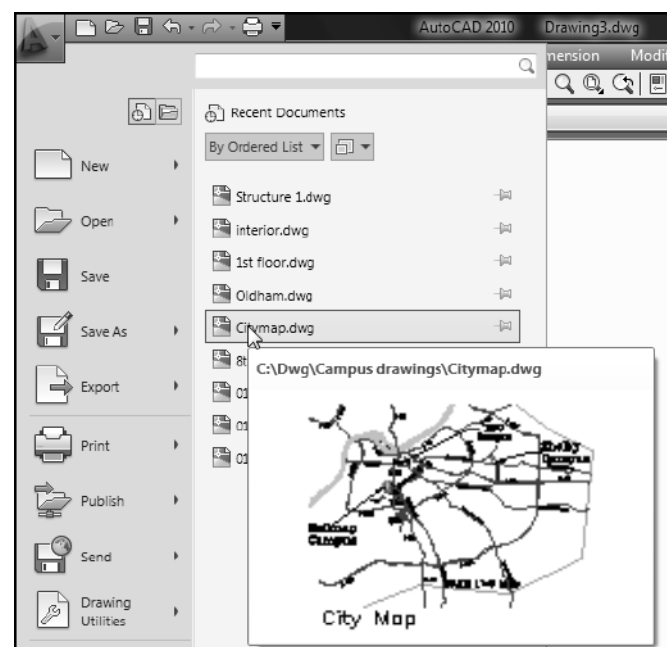 AutoCAD 2010 Drawing3.dwg
mension Modi
Recent Documents
By Ordered List
New
Structure 1.dwg
Open
interior.dwg
1st floor.dwg
Save
Oldham.dwg
Save As
Citymap.dwg
8t
C:\Dwg\Campus drawings\Citymap.dwg
Export
01
01
Print
01
Publish
Send
Campus
Drawing
Utilities
City Map